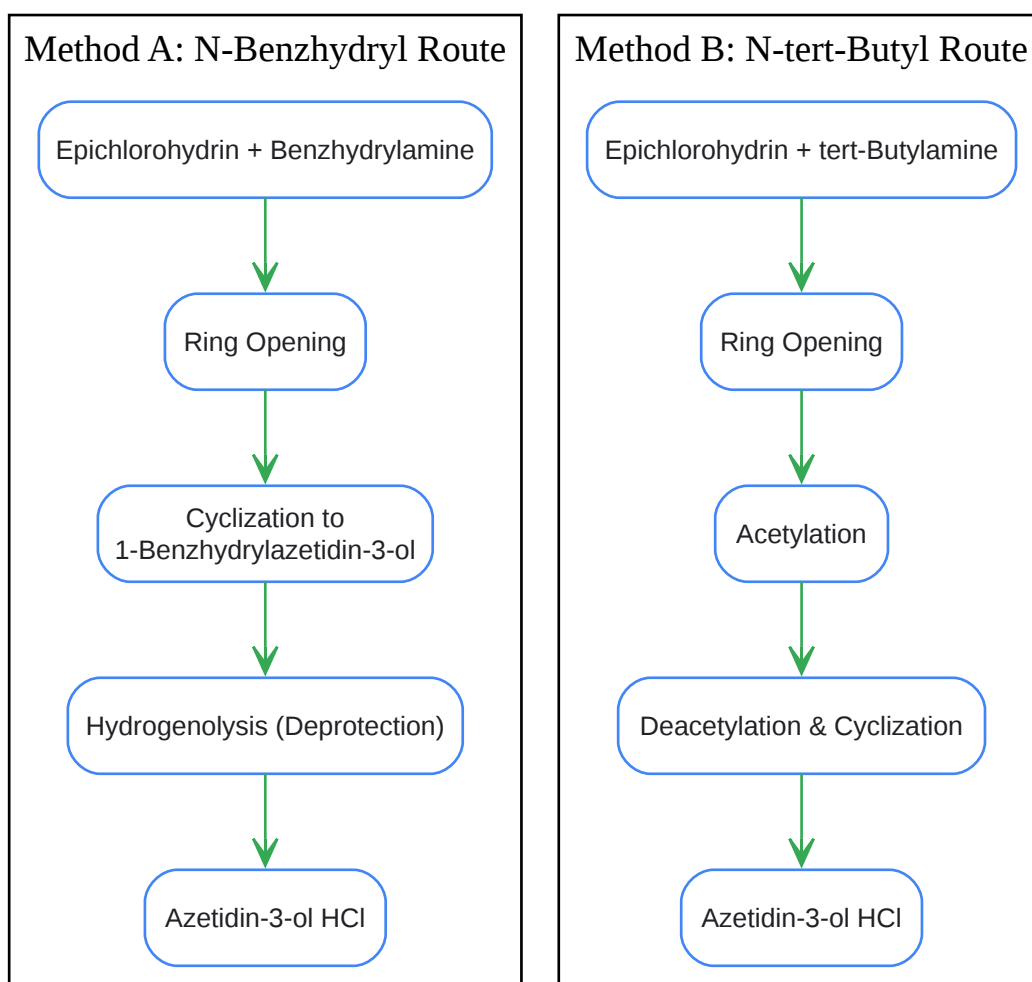 Method A: N-Benzhydryl Route
Epichlorohydrin + Benzhydrylamine
Ring Opening
Cyclization to
1-Benzhydrylazetidin-3-ol
Hydrogenolysis (Deprotection)
Azetidin-3-ol HCl
Method B: N-tert-Butyl Route
Epichlorohydrin + tert-Butylamine
Ring Opening
Acetylation
Deacetylation & Cyclization
Azetidin-3-ol HCl